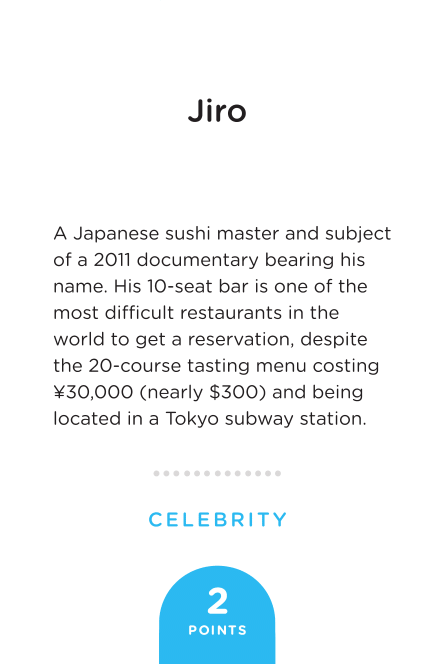 Jiro
A Japanese sushi master and subject
of a 2011 documentary bearing his
name. His 10-seat bar is one of the
most difficult restaurants in the
world to get a reservation, despite
the 20-course tasting menu costing
¥30,000 (nearly $300) and being
located in a Tokyo subway station.
CELEBRITY
2
POINTS